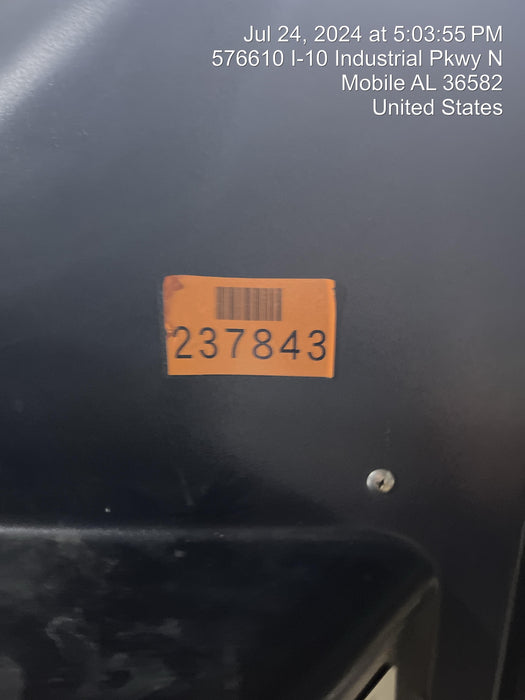 Jul 24, 2024 at 5:03:55 PM
576610 I-10 Industrial Pkwy N
Mobile AL 36582
United States
237843